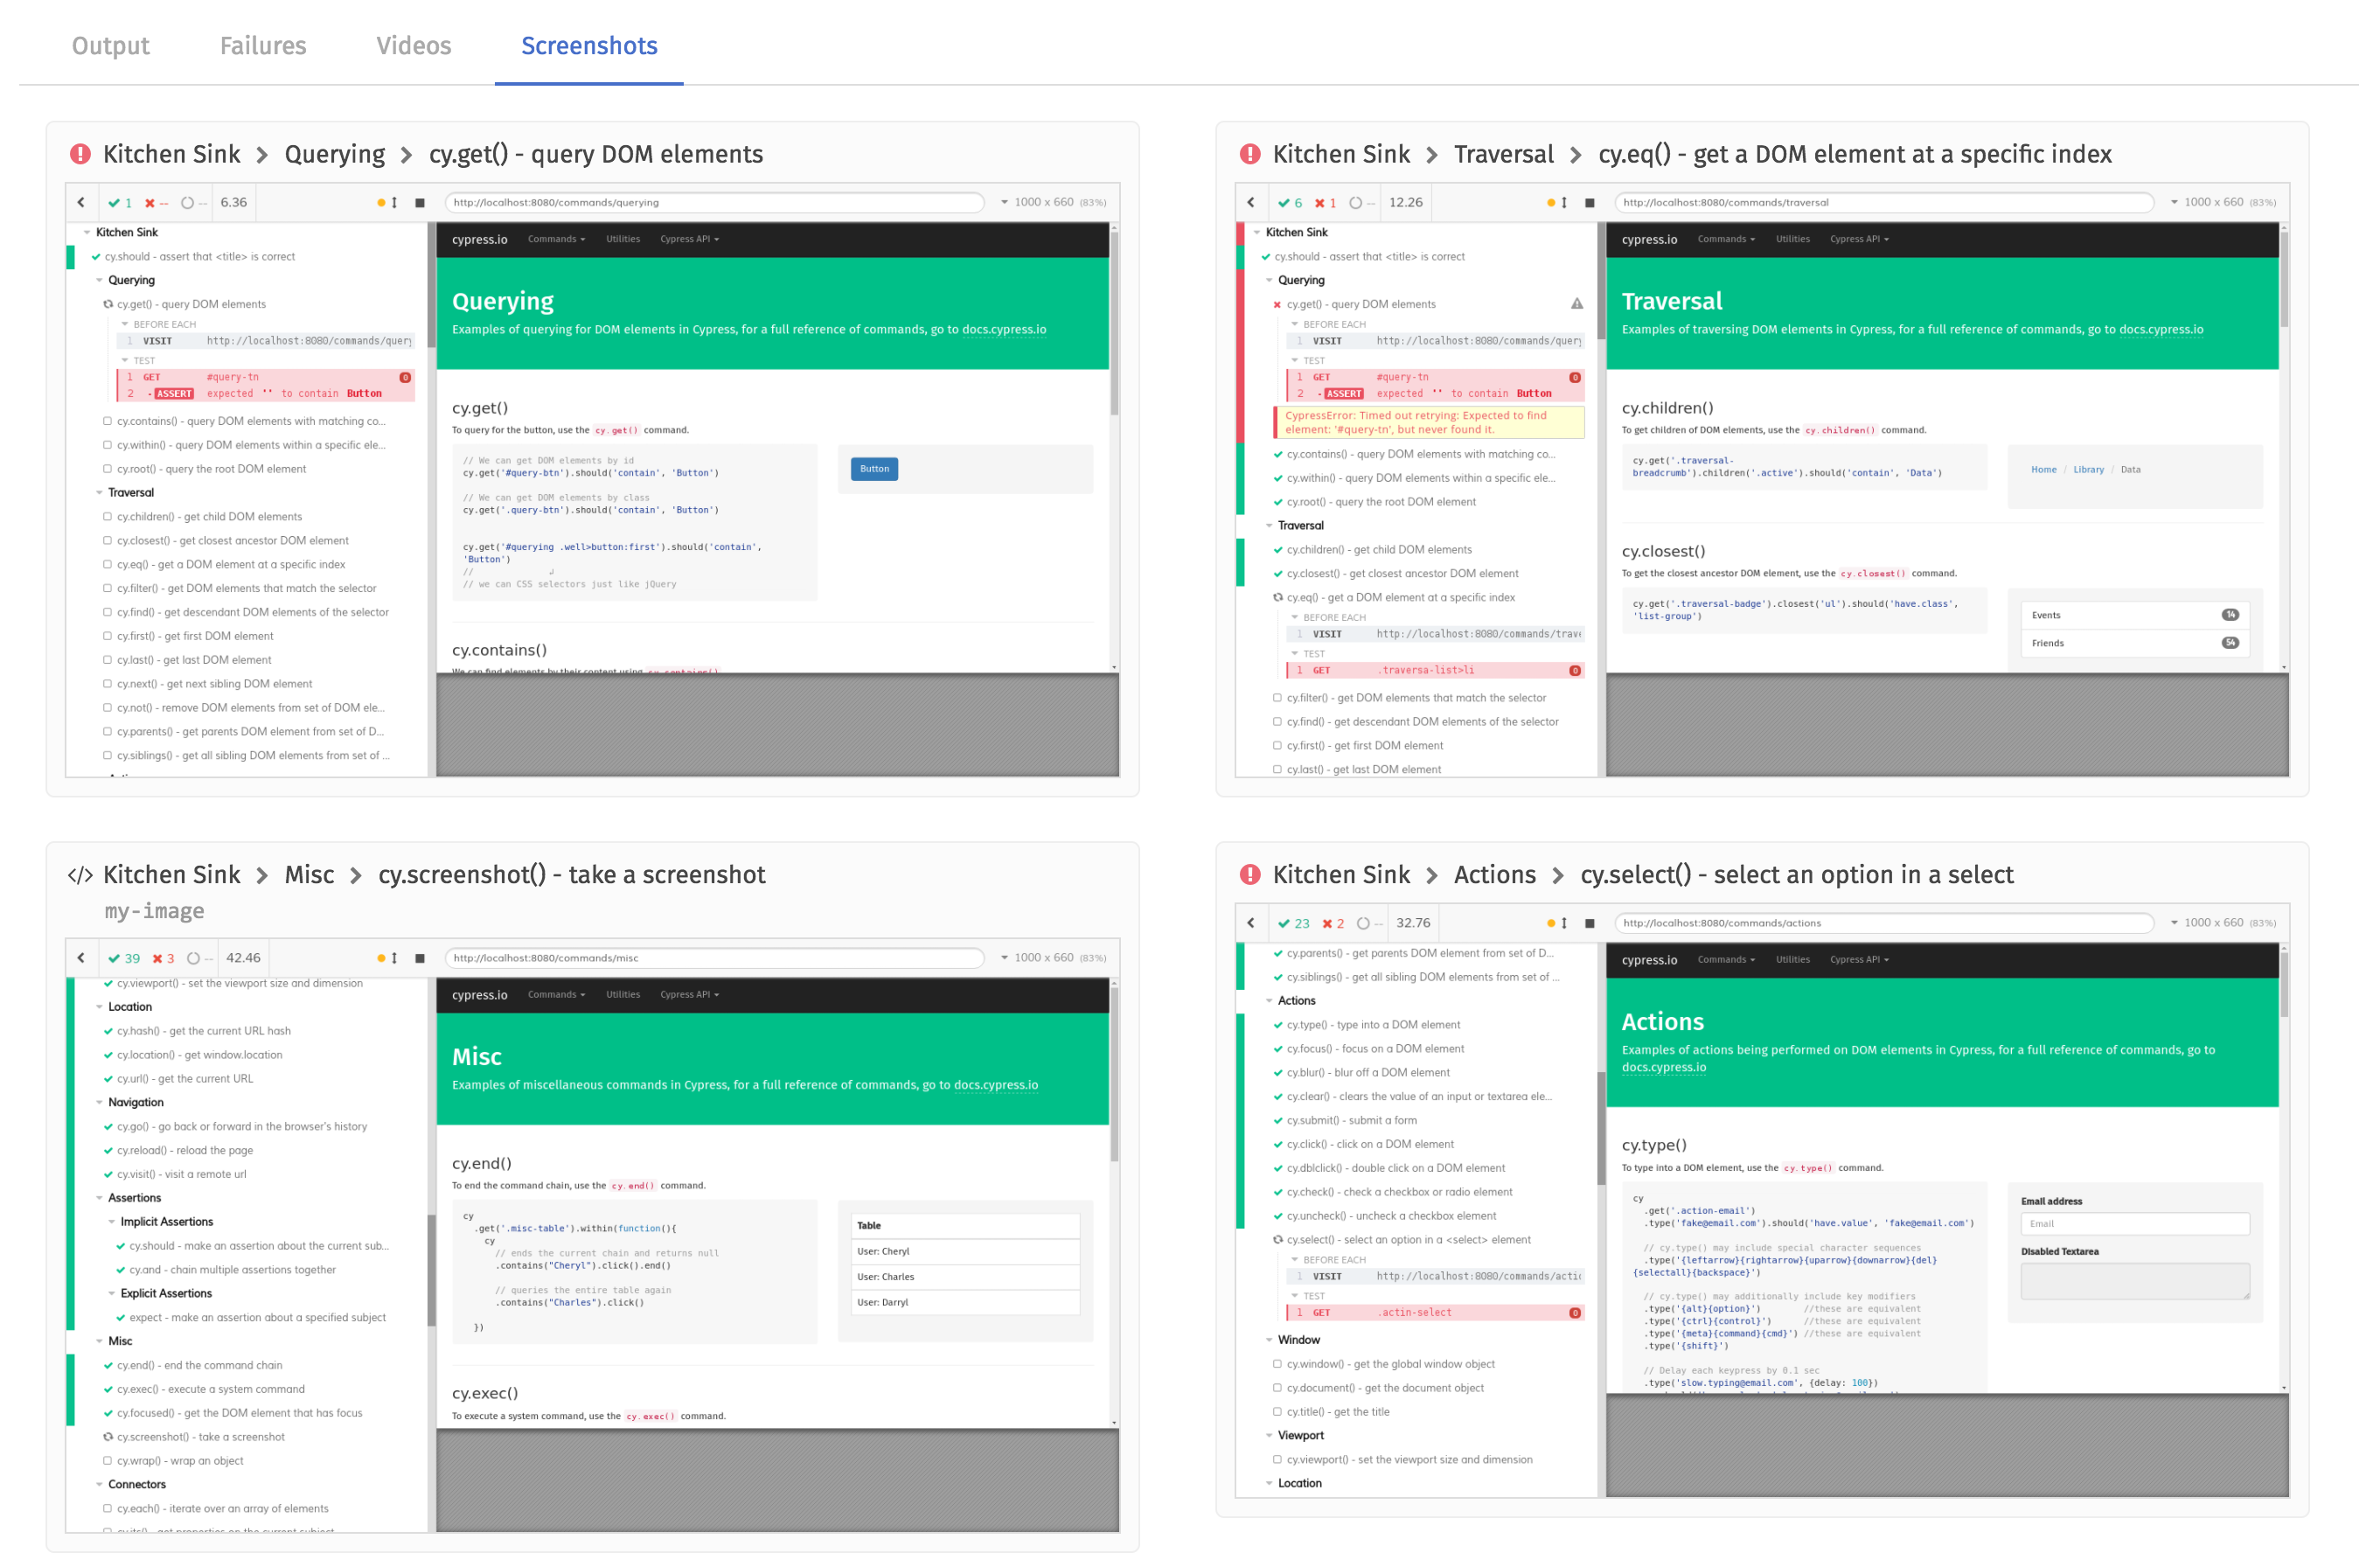 Output Failures Videos Screenshots
Kitchen Sink > Querying > cy.get() - query DOM elements
1 -- -- 6.36 http://localhost:8080/commands/querying 1000 x 660 (83%)
Kitchen Sink
cy.should - assert that <title> is correct
Querying
cy.get() - query DOM elements
BEFORE EACH
1 VISIT http://localhost:8080/commands/query
TEST
1 GET #query-tn 0
2 - ASSERT expected '' to contain Button
cy.contains() - query DOM elements with matching co...
cy.within() - query DOM elements within a specific ele...
cy.root() - query the root DOM element
Traversal
cy.children() - get child DOM elements
cy.closest() - get closest ancestor DOM element
cy.eq() - get a DOM element at a specific index
cy.filter() - get DOM elements that match the selector
cy.find() - get descendant DOM elements of the selector
cy.first() - get first DOM element
cy.last() - get last DOM element
cy.next() - get next sibling DOM element
cy.not() - remove DOM elements from set of DOM ele...
cy.parents() - get parents DOM element from set of D...
cy.siblings() - get all sibling DOM elements from set of ...
cypress.io Commands Utilities Cypress API
Querying
Examples of querying for DOM elements in Cypress, for a full reference of commands, go to docs.cypress.io
cy.get()
To query for the button, use the cy.get() command.
// We can get DOM elements by id
cy.get('#query-btn').should('contain', 'Button')
// We can get DOM elements by class
cy.get('.query-btn').should('contain', 'Button')
cy.get('#querying .well>button:first').should('contain',
'Button')
// ↲
// we can CSS selectors just like jQuery
Button
cy.contains()
We can find elements by their content using cy.contains()
Kitchen Sink > Traversal > cy.eq() - get a DOM element at a specific index
6 1 -- 12.26 http://localhost:8080/commands/traversal 1000 x 660 (83%)
Kitchen Sink
cy.should - assert that <title> is correct
Querying
cy.get() - query DOM elements
BEFORE EACH
1 VISIT http://localhost:8080/commands/query
TEST
1 GET #query-tn 0
2 - ASSERT expected '' to contain Button
CypressError: Timed out retrying: Expected to find
element: '#query-tn', but never found it.
cy.contains() - query DOM elements with matching co...
cy.within() - query DOM elements within a specific ele...
cy.root() - query the root DOM element
Traversal
cy.children() - get child DOM elements
cy.closest() - get closest ancestor DOM element
cy.eq() - get a DOM element at a specific index
BEFORE EACH
1 VISIT http://localhost:8080/commands/trave
TEST
1 GET .traversa-list>li 0
cy.filter() - get DOM elements that match the selector
cy.find() - get descendant DOM elements of the selector
cy.first() - get first DOM element
cy.last() - get last DOM element
cypress.io Commands Utilities Cypress API
Traversal
Examples of traversing DOM elements in Cypress, for a full reference of commands, go to docs.cypress.io
cy.children()
To get children of DOM elements, use the cy.children() command.
cy.get('.traversal-
breadcrumb').children('.active').should('contain', 'Data')
Home / Library / Data
cy.closest()
To get the closest ancestor DOM element, use the cy.closest() command.
cy.get('.traversal-badge').closest('ul').should('have.class',
'list-group')
Events 14
Friends 54
</> Kitchen Sink > Misc > cy.screenshot() - take a screenshot
my-image
39 3 -- 42.46 http://localhost:8080/commands/misc 1000 x 660 (83%)
cy.viewport() - set the viewport size and dimension
Location
cy.hash() - get the current URL hash
cy.location() - get window.location
cy.url() - get the current URL
Navigation
cy.go() - go back or forward in the browser's history
cy.reload() - reload the page
cy.visit() - visit a remote url
Assertions
Implicit Assertions
cy.should - make an assertion about the current sub...
cy.and - chain multiple assertions together
Explicit Assertions
expect - make an assertion about a specified subject
Misc
cy.end() - end the command chain
cy.exec() - execute a system command
cy.focused() - get the DOM element that has focus
cy.screenshot() - take a screenshot
cy.wrap() - wrap an object
Connectors
cy.each() - iterate over an array of elements
cy.its() - get properties on the current subject
cypress.io Commands Utilities Cypress API
Misc
Examples of miscellaneous commands in Cypress, for a full reference of commands, go to docs.cypress.io
cy.end()
To end the command chain, use the cy.end() command.
cy
.get('.misc-table').within(function(){
cy
// ends the current chain and returns null
.contains("Cheryl").click().end()
// queries the entire table again
.contains("Charles").click()
})
Table
User: Cheryl
User: Charles
User: Darryl
cy.exec()
To execute a system command, use the cy.exec() command.
Kitchen Sink > Actions > cy.select() - select an option in a select
23 2 -- 32.76 http://localhost:8080/commands/actions 1000 x 660 (83%)
cy.parents() - get parents DOM element from set of D...
cy.siblings() - get all sibling DOM elements from set of ...
Actions
cy.type() - type into a DOM element
cy.focus() - focus on a DOM element
cy.blur() - blur off a DOM element
cy.clear() - clears the value of an input or textarea ele...
cy.submit() - submit a form
cy.click() - click on a DOM element
cy.dblclick() - double click on a DOM element
cy.check() - check a checkbox or radio element
cy.uncheck() - uncheck a checkbox element
cy.select() - select an option in a <select> element
BEFORE EACH
1 VISIT http://localhost:8080/commands/actic
TEST
1 GET .actin-select 0
Window
cy.window() - get the global window object
cy.document() - get the document object
cy.title() - get the title
Viewport
cy.viewport() - set the viewport size and dimension
Location
cypress.io Commands Utilities Cypress API
Actions
Examples of actions being performed on DOM elements in Cypress, for a full reference of commands, go to
docs.cypress.io
cy.type()
To type into a DOM element, use the cy.type() command.
cy
.get('.action-email')
.type('fake@email.com').should('have.value', 'fake@email.com')
// cy.type() may include special character sequences
.type('{leftarrow}{rightarrow}{uparrow}{downarrow}{del}
{selectall}{backspace}')
// cy.type() may additionally include key modifiers
.type('{alt}{option}') //these are equivalent
.type('{ctrl}{control}') //these are equivalent
.type('{meta}{command}{cmd}') //these are equivalent
.type('{shift}')
// Delay each keypress by 0.1 sec
.type('slow.typing@email.com', {delay: 100})
Email address
Email
Disabled Textarea